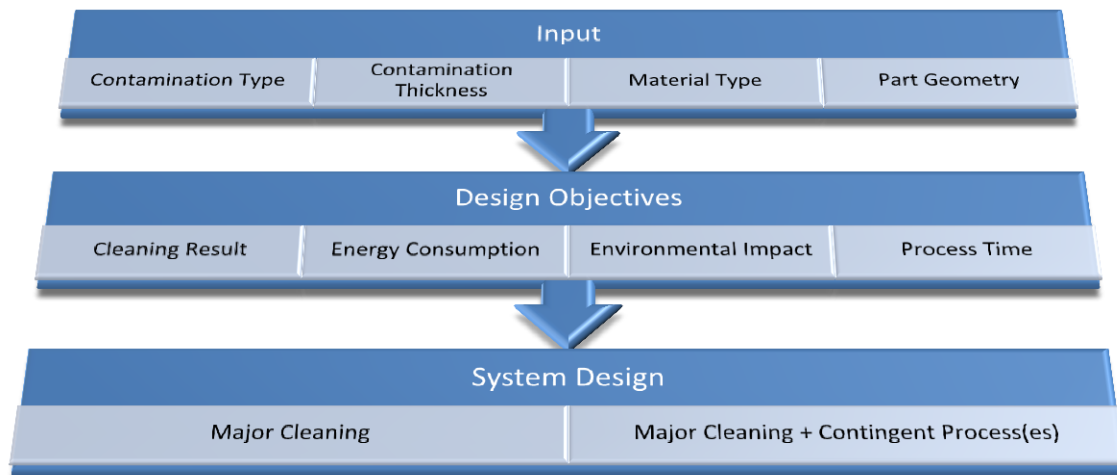 Input
Contamination Type
Contamination
Thickness
Material Type
Part Geometry
Design Objectives
Cleaning Result
Energy Consumption
Environmental Impact
Process Time
System Design
Major Cleaning
Major Cleaning + Contingent Process(es)